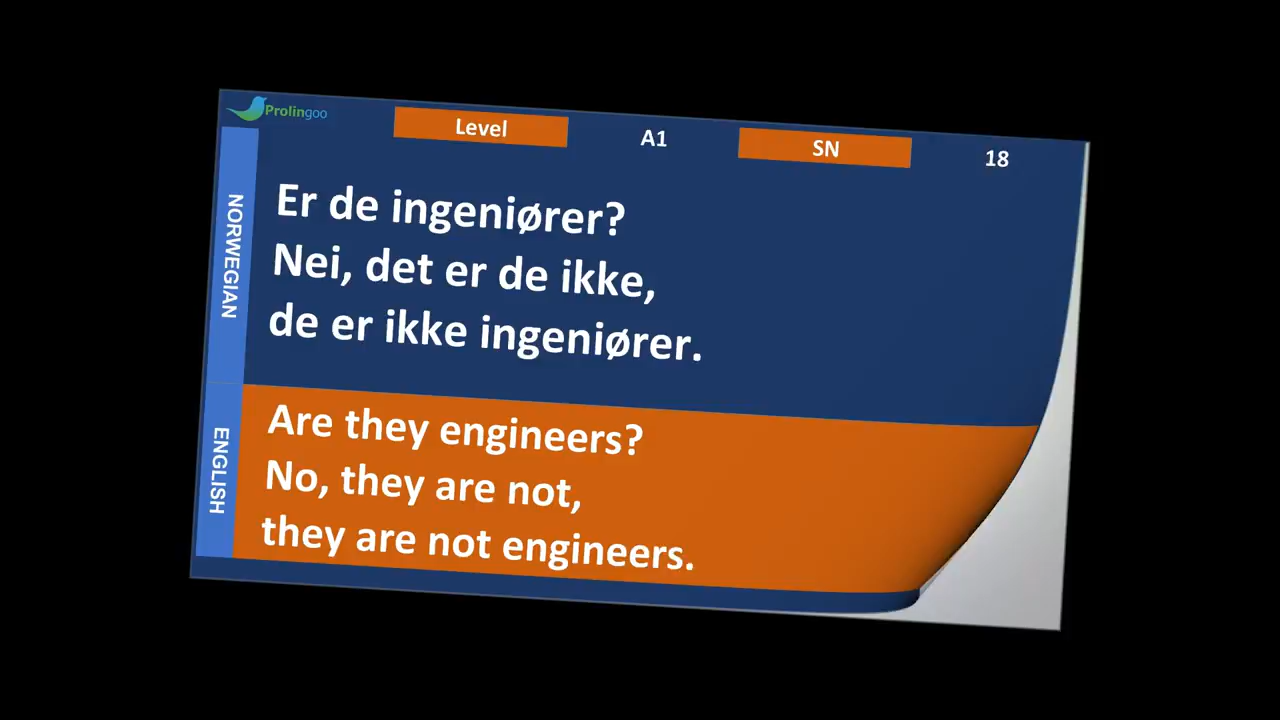 Prolingoo
Level A1 SN 18
NORWEGIAN
Er de ingeniører?
Nei, det er de ikke,
de er ikke ingeniører.
ENGLISH
Are they engineers?
No, they are not,
they are not engineers.